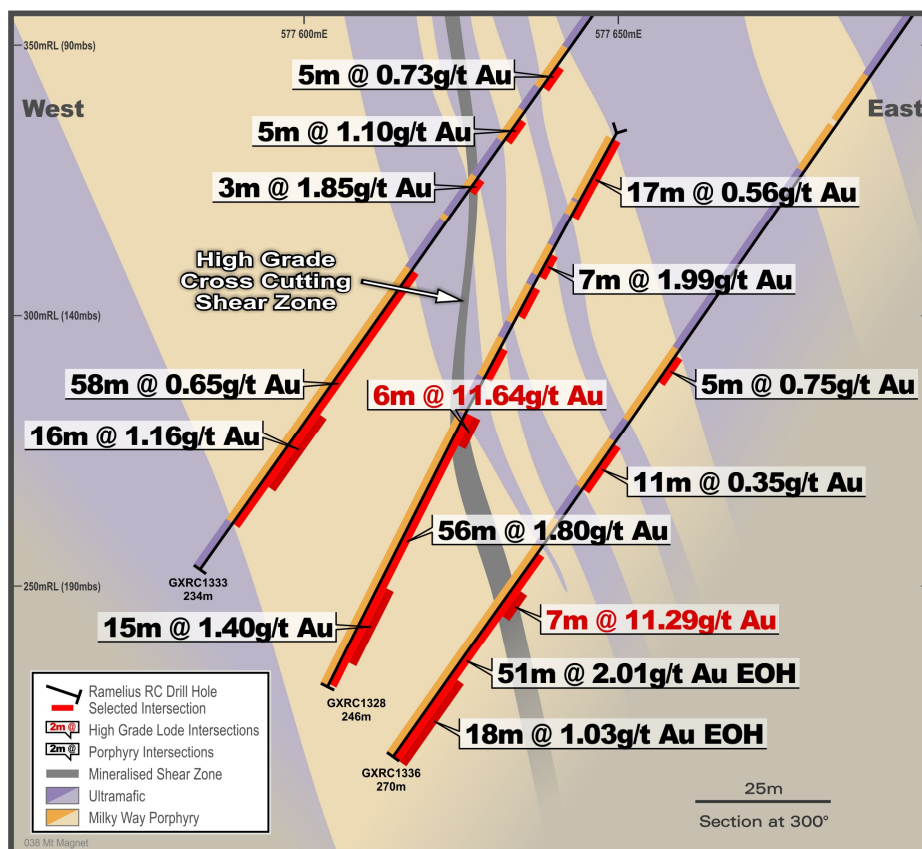 577 600mE
577 650mE
350mRL (90mbs)
West
East
5m @ 0.73g/t Au
5m @ 1.10g/t Au
3m @ 1.85g/t Au
17m @ 0.56g/t Au
High Grade
Cross Cutting
Shear Zone
7m @ 1.99g/t Au
300mRL (140mbs)
58m @ 0.65g/t Au
6m @ 11.64g/t Au
5m @ 0.75g/t Au
16m @ 1.16g/t Au
11m @ 0.35g/t Au
56m @ 1.80g/t Au
GXRC1333
234m
250mRL (190mbs)
15m @ 1.40g/t Au
7m @ 11.29g/t Au
51m @ 2.01g/t Au EOH
GXRC1328
246m
18m @ 1.03g/t Au EOH
GXRC1336
270m
Ramelius RC Drill Hole
Selected Intersection
2m @
High Grade Lode Intersections
2m @
Porphyry Intersections
Mineralised Shear Zone
Ultramafic
Milky Way Porphyry
25m
Section at 300°
038 Mt Magnet